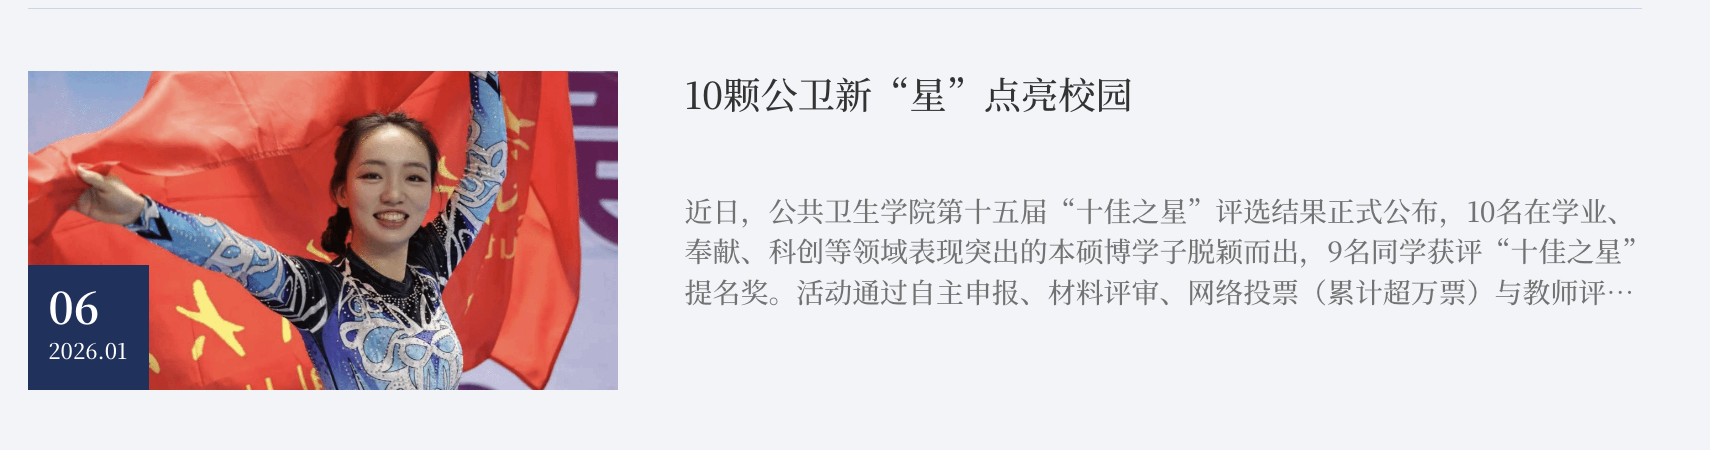 10颗公卫新“星”点亮校园
近日，公共卫生学院第十五届“十佳之星”评选结果正式公布，10名在学业、
奉献、科创等领域表现突出的本硕博学子脱颖而出，9名同学获评“十佳之星”
提名奖。活动通过自主申报、材料评审、网络投票（累计超万票）与教师评…
06
2026.01